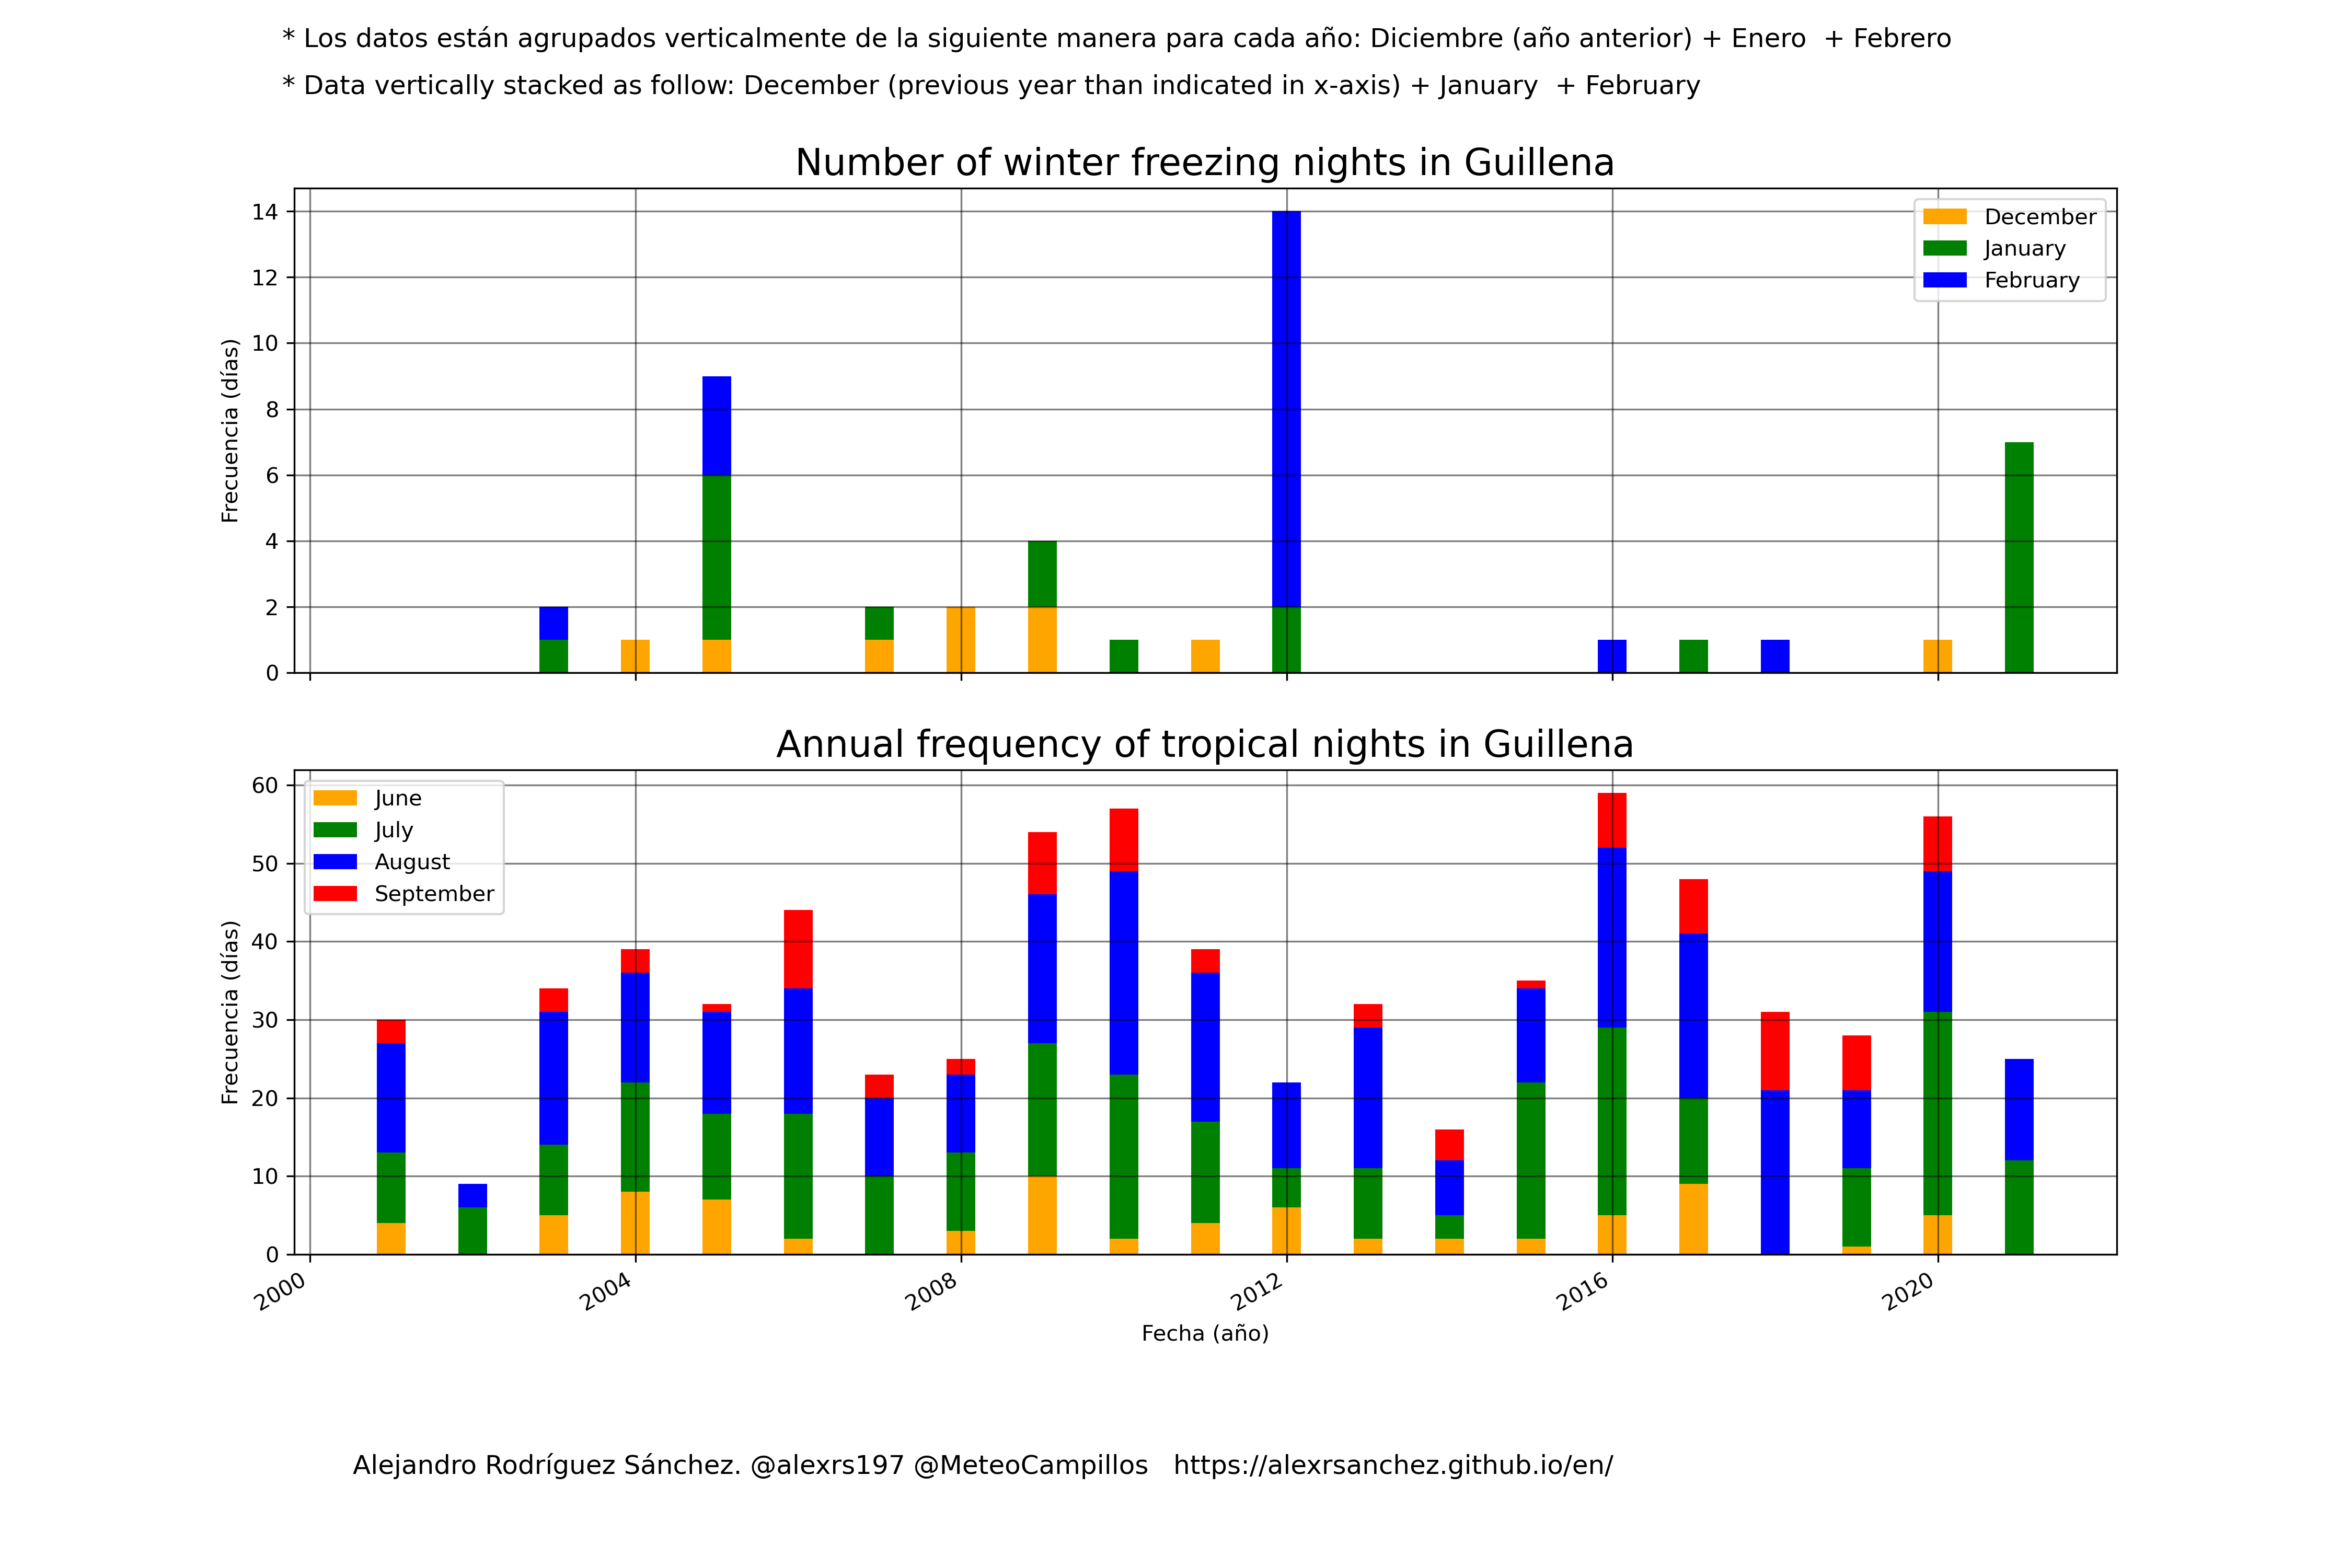 * Los datos están agrupados verticalmente de la siguiente manera para cada año: Diciembre (año anterior) + Enero  + Febrero
* Data vertically stacked as follow: December (previous year than indicated in x-axis) + January  + February
Number of winter freezing nights in Guillena
14
12
10
8
6
4
2
0
Frecuencia (días)
December
January
February
Annual frequency of tropical nights in Guillena
60
50
40
30
20
10
0
Frecuencia (días)
June
July
August
September
2000
2004
2008
2012
2016
2020
Fecha (año)
Alejandro Rodríguez Sánchez. @alexrs197 @MeteoCampillos   https://alexrsanchez.github.io/en/